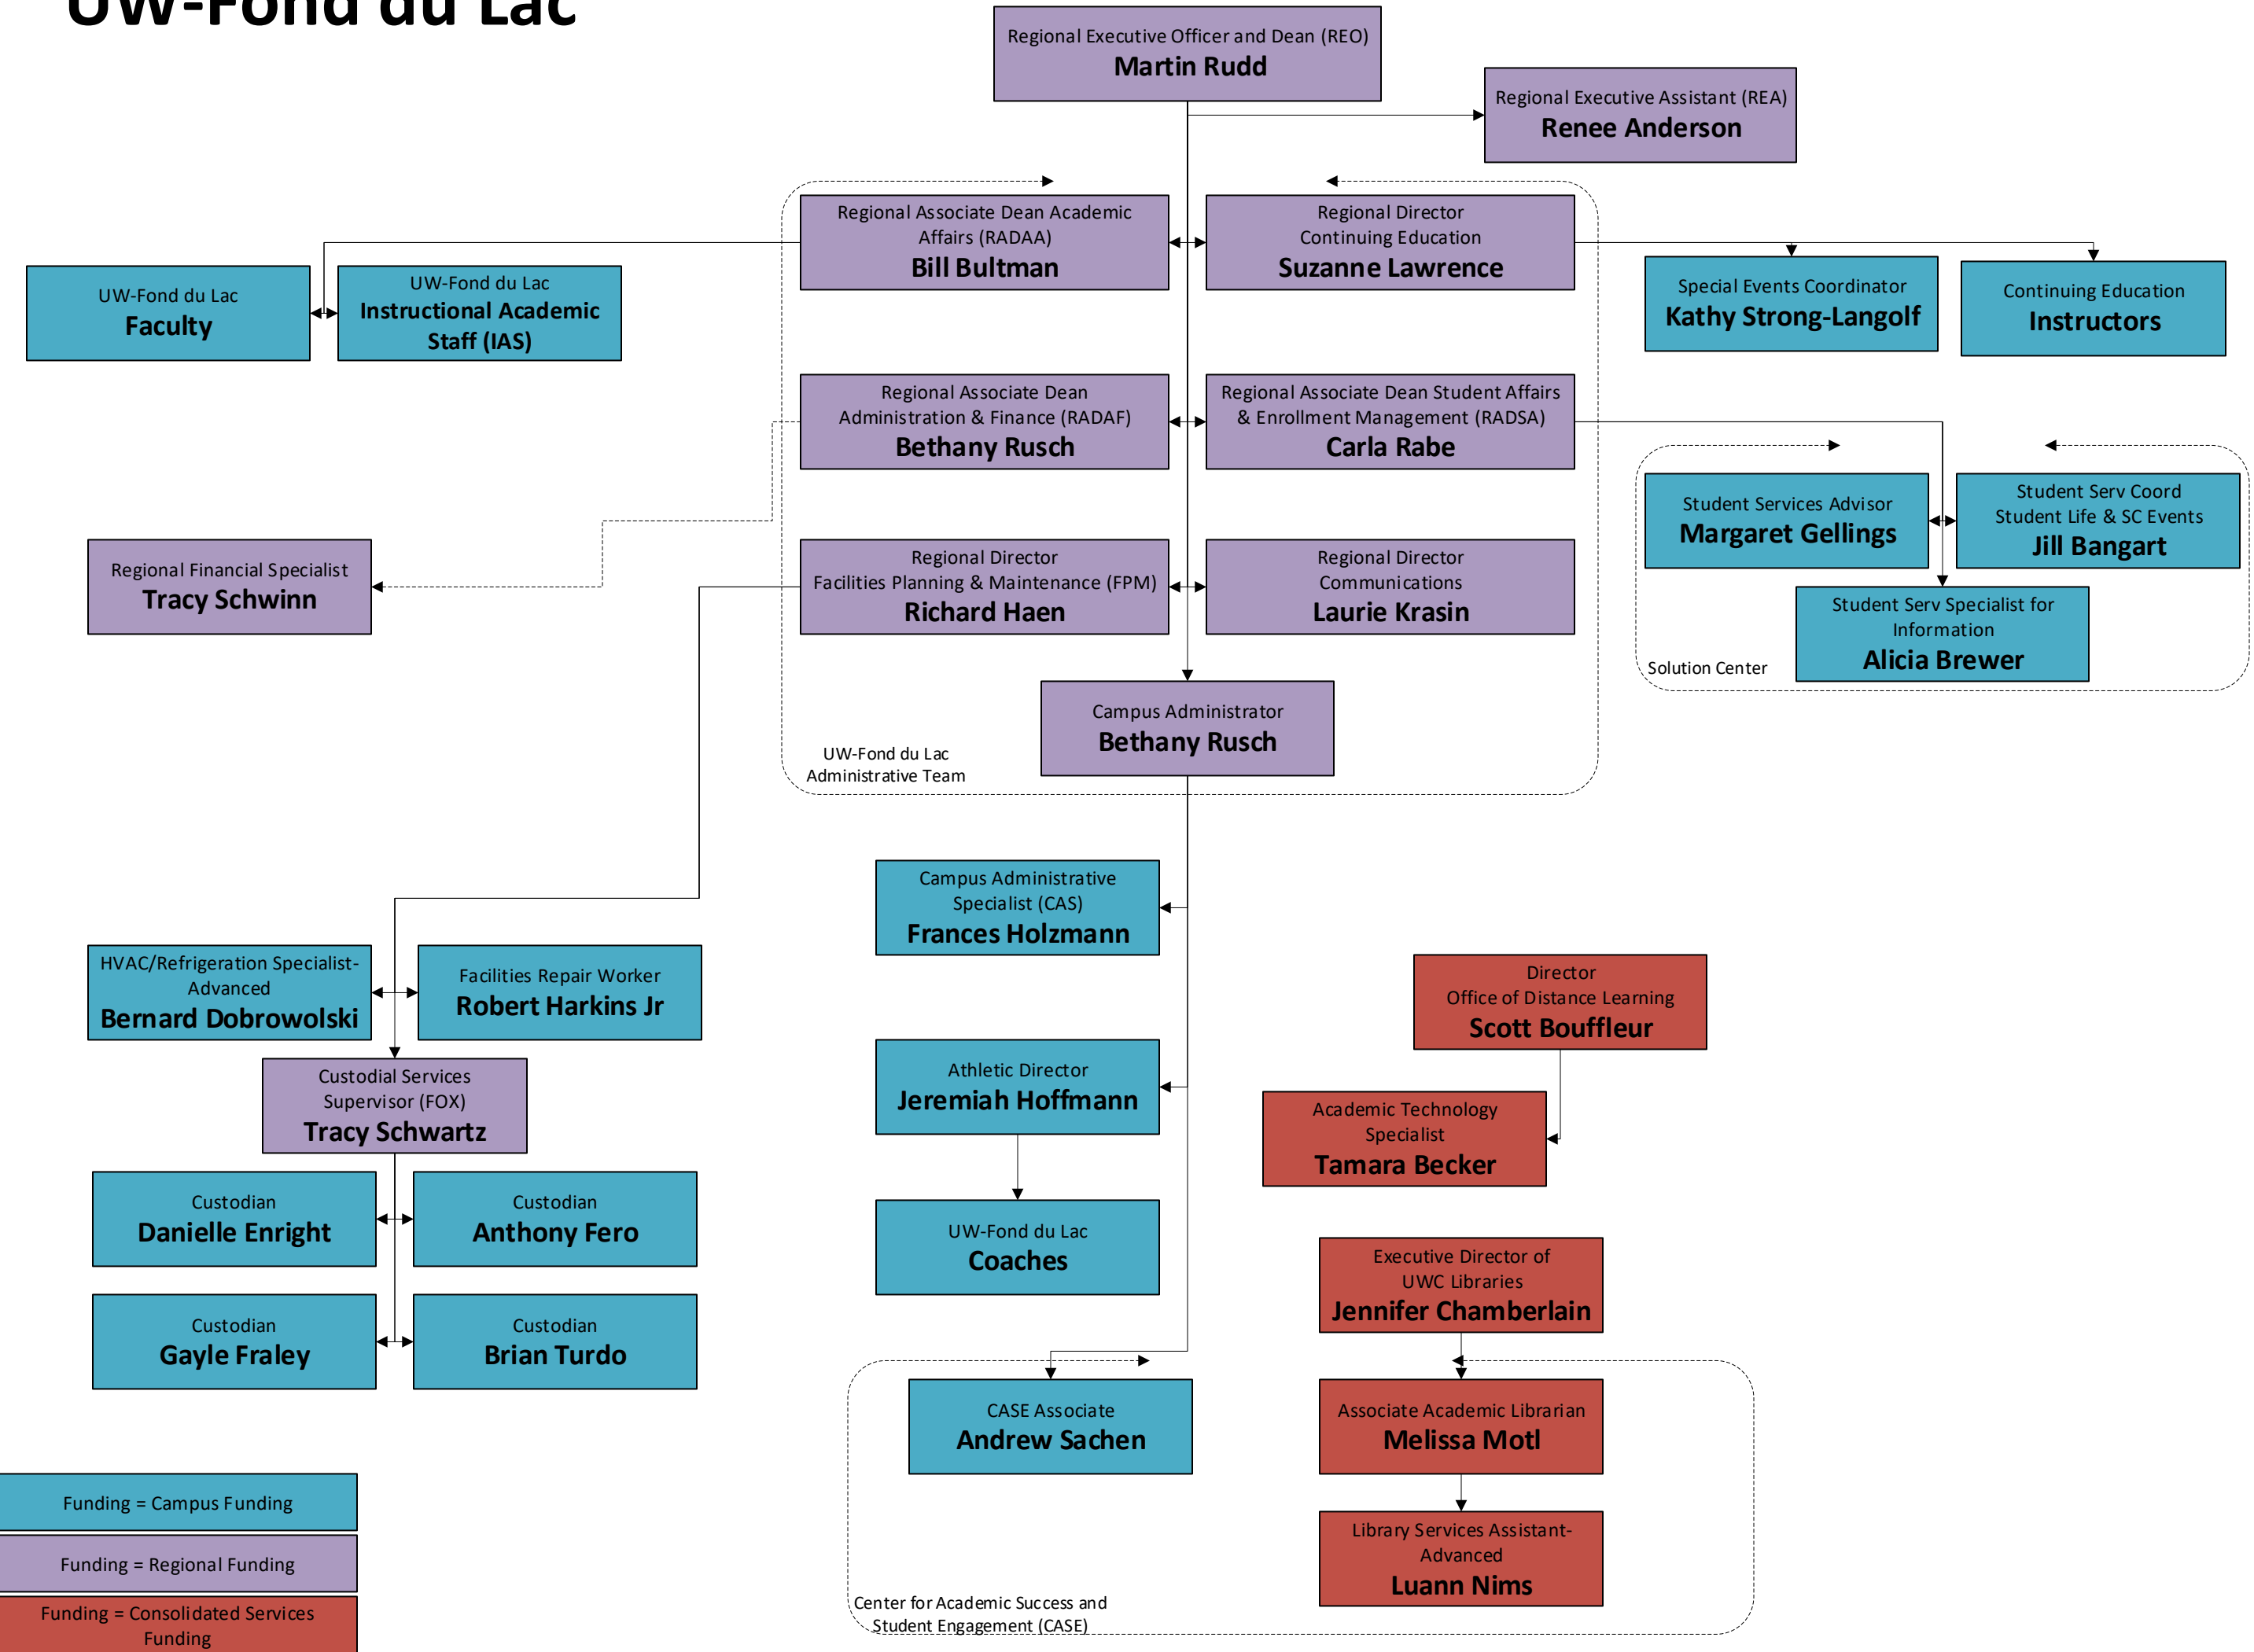 UW-Fond du Lac
Regional Executive Officer and Dean (REO)
Martin Rudd
Regional Executive Assistant (REA)
Renee Anderson
Regional Associate Dean Academic
Affairs (RADAA)
Bill Bultman
Regional Director
Continuing Education
Suzanne Lawrence
UW-Fond du Lac
Faculty
UW-Fond du Lac
Instructional Academic
Staff (IAS)
Special Events Coordinator
Kathy Strong-Langolf
Continuing Education
Instructors
Regional Associate Dean
Administration & Finance (RADAF)
Bethany Rusch
Regional Associate Dean Student Affairs
& Enrollment Management (RADSA)
Carla Rabe
Student Services Advisor
Margaret Gellings
Student Serv Coord
Student Life & SC Events
Jill Bangart
Regional Financial Specialist
Tracy Schwinn
Regional Director
Facilities Planning & Maintenance (FPM)
Richard Haen
Regional Director
Communications
Laurie Krasin
Student Serv Specialist for
Information
Alicia Brewer
Solution Center
Campus Administrator
Bethany Rusch
UW-Fond du Lac
Administrative Team
Campus Administrative
Specialist (CAS)
Frances Holzmann
HVAC/Refrigeration Specialist-
Advanced
Bernard Dobrowolski
Facilities Repair Worker
Robert Harkins Jr
Director
Office of Distance Learning
Scott Bouffleur
Custodial Services
Supervisor (FOX)
Tracy Schwartz
Athletic Director
Jeremiah Hoffmann
Academic Technology
Specialist
Tamara Becker
Custodian
Danielle Enright
Custodian
Anthony Fero
UW-Fond du Lac
Coaches
Executive Director of
UWC Libraries
Jennifer Chamberlain
Custodian
Gayle Fraley
Custodian
Brian Turdo
CASE Associate
Andrew Sachen
Associate Academic Librarian
Melissa Motl
Library Services Assistant-
Advanced
Luann Nims
Center for Academic Success and
Student Engagement (CASE)
Funding = Campus Funding
Funding = Regional Funding
Funding = Consolidated Services
Funding